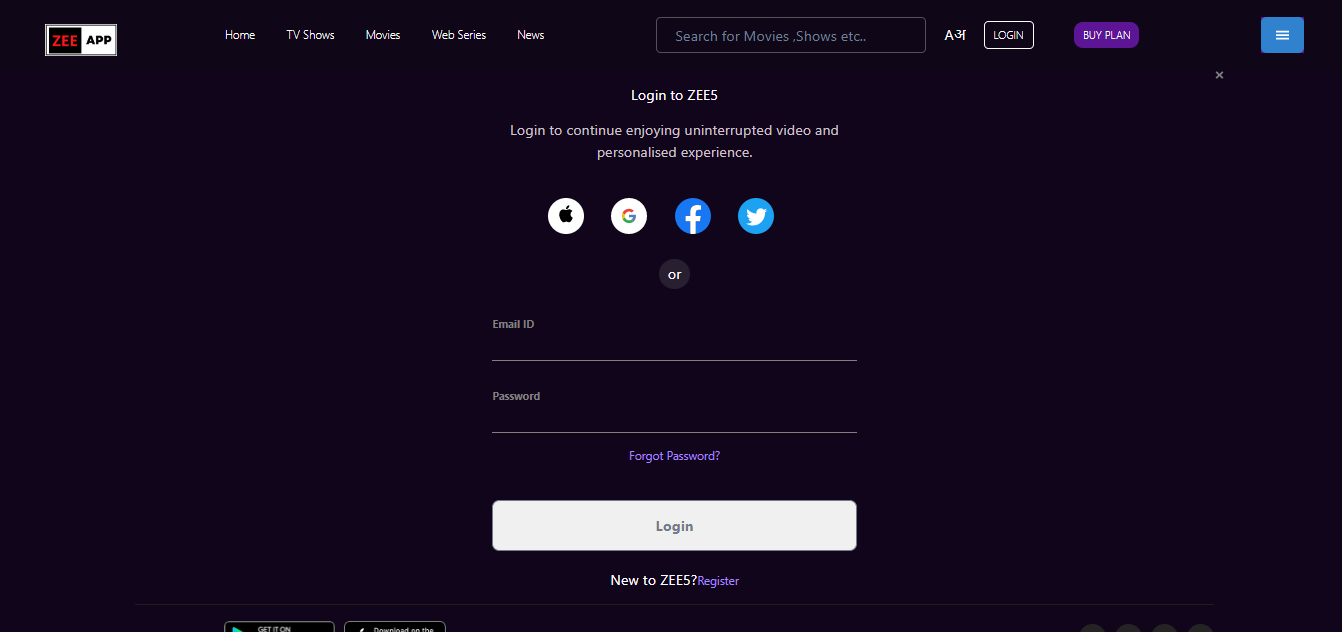 ZEE APP
Home TV Shows Movies Web Series News
Search for Movies ,Shows etc..
Aअ
LOGIN
BUY PLAN
×
Login to ZEE5
Login to continue enjoying uninterrupted video and
personalised experience.
or
Email ID
Password
Forgot Password?
Login
New to ZEE5?Register
GET IT ON
Download on the